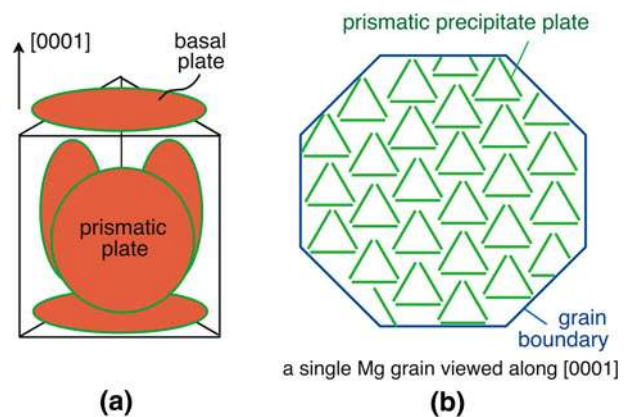 [0001]
basal
plate
prismatic
plate
(a)
prismatic precipitate plate
grain
boundary
a single Mg grain viewed along [0001]
(b)